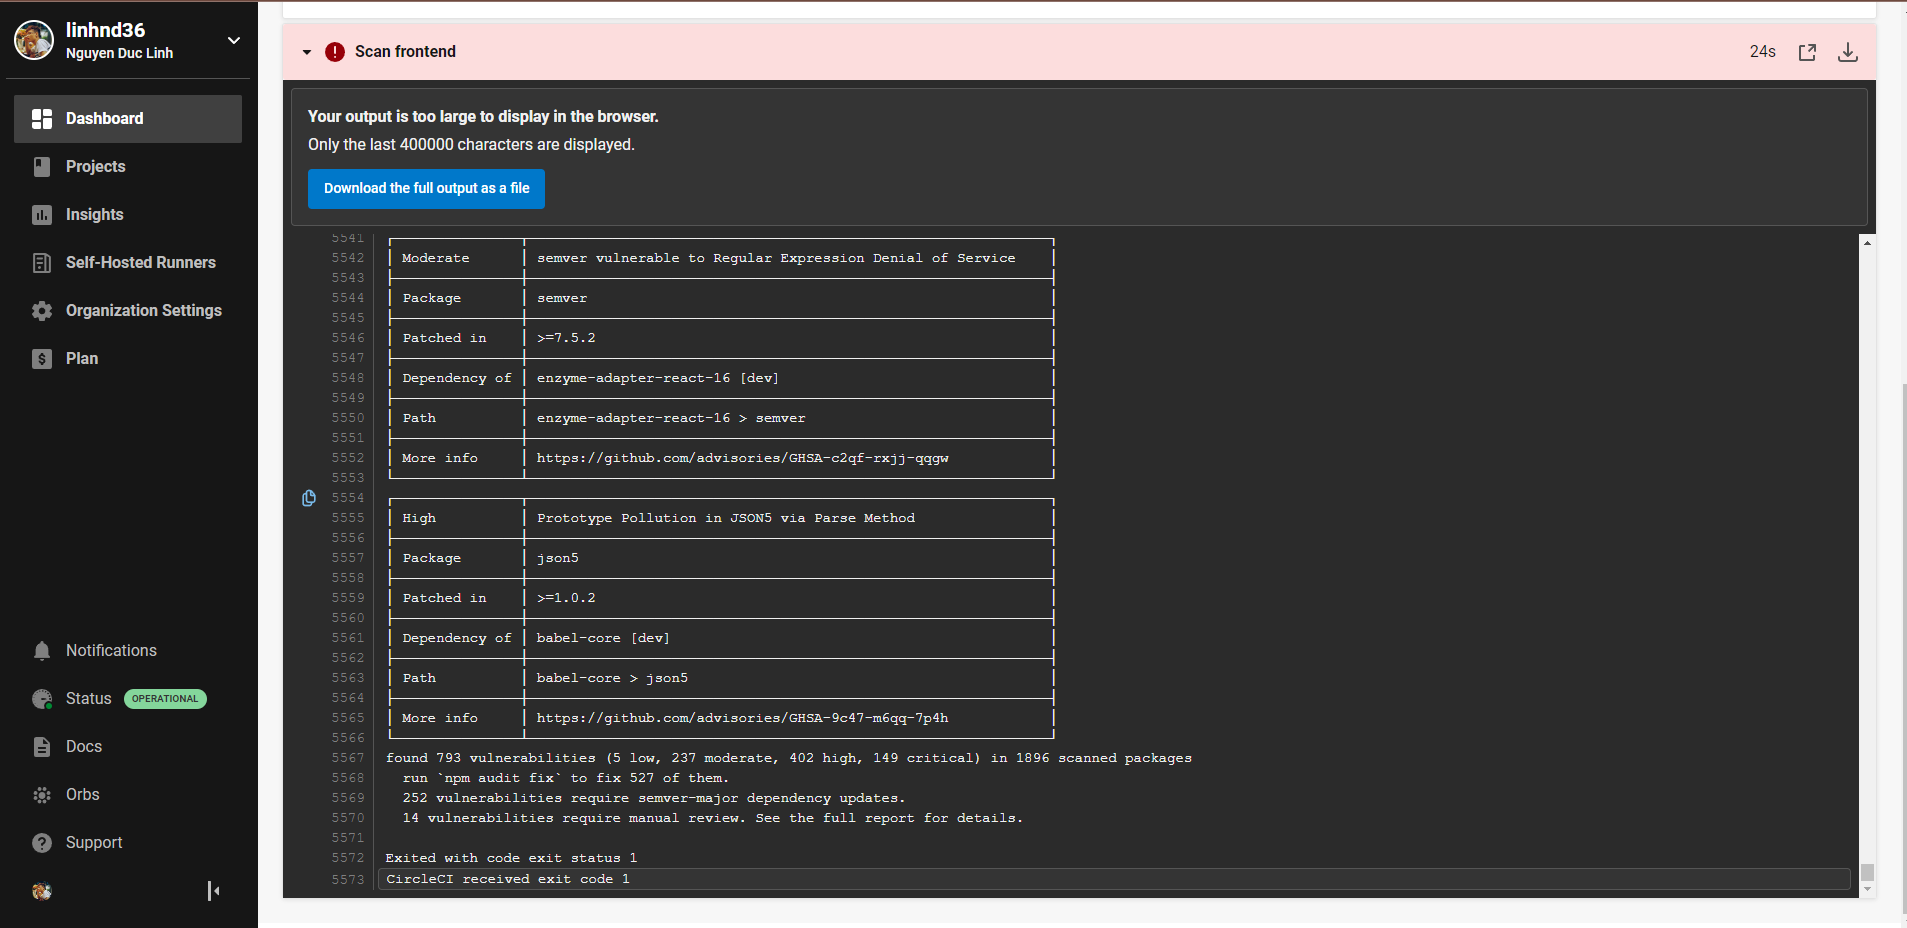 linhnd36
Nguyen Duc Linh
Dashboard
Projects
Insights
Self-Hosted Runners
Organization Settings
Plan
Notifications
Status OPERATIONAL
Docs
Orbs
Support
Scan frontend 24s
Your output is too large to display in the browser.
Only the last 400000 characters are displayed.
Download the full output as a file
5541
5542 Moderate semver vulnerable to Regular Expression Denial of Service
5543
5544 Package semver
5545
5546 Patched in >=7.5.2
5547
5548 Dependency of enzyme-adapter-react-16 [dev]
5549
5550 Path enzyme-adapter-react-16 > semver
5551
5552 More info https://github.com/advisories/GHSA-c2qf-rxjj-qqgw
5553
5554
5555 High Prototype Pollution in JSON5 via Parse Method
5556
5557 Package json5
5558
5559 Patched in >=1.0.2
5560
5561 Dependency of babel-core [dev]
5562
5563 Path babel-core > json5
5564
5565 More info https://github.com/advisories/GHSA-9c47-m6qq-7p4h
5566
5567 found 793 vulnerabilities (5 low, 237 moderate, 402 high, 149 critical) in 1896 scanned packages
5568 run `npm audit fix` to fix 527 of them.
5569 252 vulnerabilities require semver-major dependency updates.
5570 14 vulnerabilities require manual review. See the full report for details.
5571
5572 Exited with code exit status 1
5573 CircleCI received exit code 1